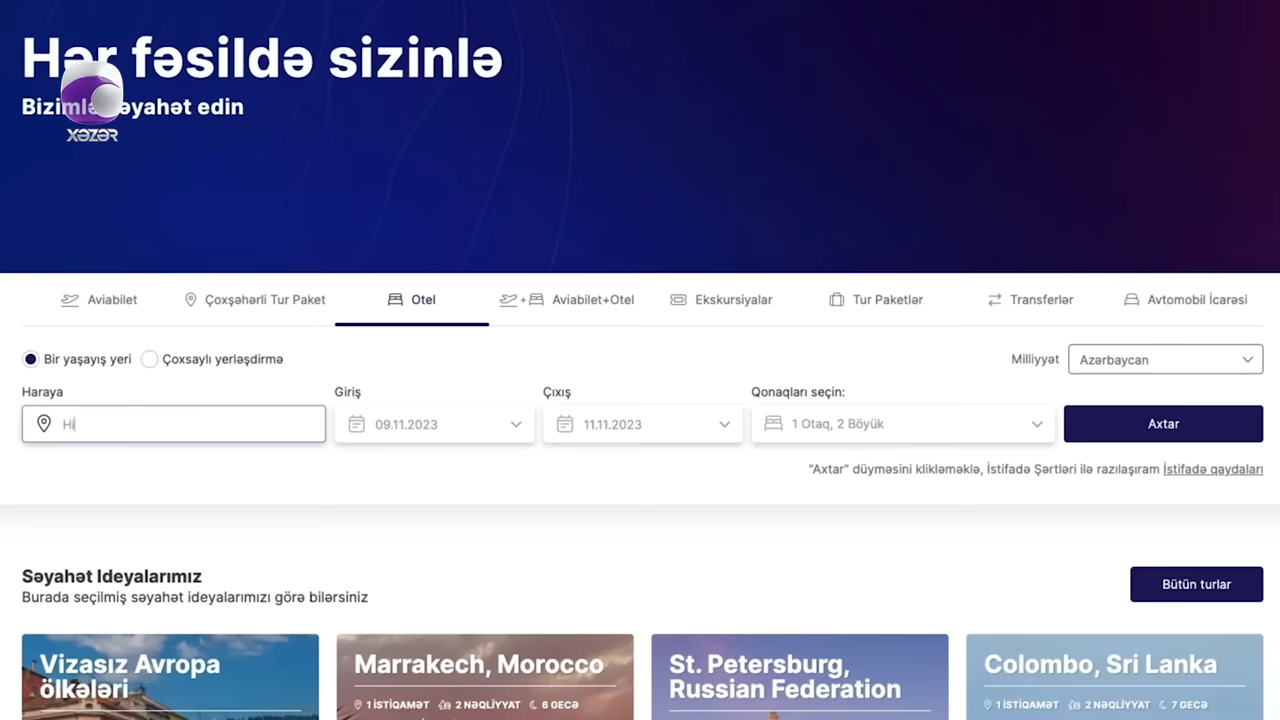 Hər fəsildə sizinlə
Bizimlə səyahət edin
XƏZƏR
Aviabilet
Çoxşəhərli Tur Paket
Otel
+
Aviabilet+Otel
Ekskursiyalar
Tur Paketlər
Transferlər
Avtomobil İcarəsi
Bir yaşayış yeri
Çoxsaylı yerləşdirmə
Milliyyət
Azərbaycan
Haraya
Giriş
Çıxış
Qonaqları seçin:
Hi
09.11.2023
11.11.2023
1 Otaq, 2 Böyük
Axtar
"Axtar" düyməsini klikləməklə, İstifadə Şərtləri ilə razılaşıram İstifadə qaydaları
Səyahət Ideyalarımız
Burada seçilmiş səyahət ideyalarımızı görə bilərsiniz
Bütün turlar
Vizasız Avropa
ölkələri
Marrakech, Morocco
1 İSTİQAMƏT
2 NƏQLİYYAT
6 GECƏ
St. Petersburg,
Russian Federation
Colombo, Sri Lanka
1 İSTİQAMƏT
2 NƏQLİYYAT
7 GECƏ